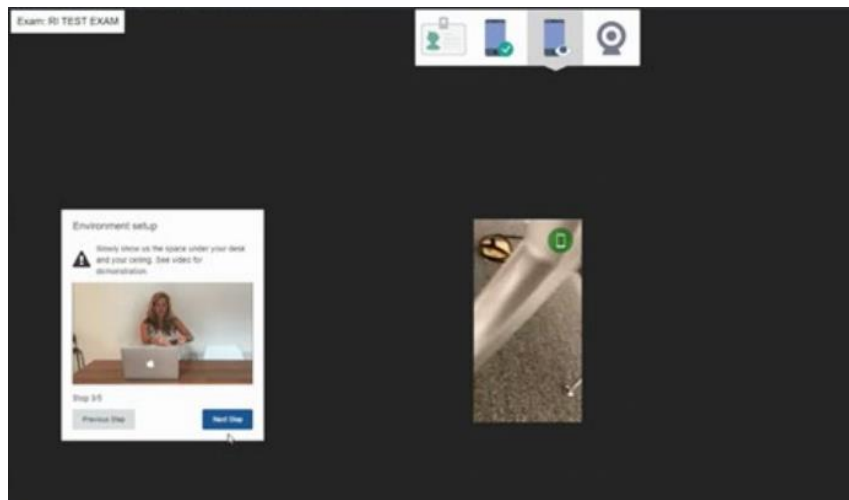 Exam: RI TEST EXAM
Environment setup
Slowly show us the space under your desk
and your ceiling. See video for
demonstration.
Step 3/5
Previous Step
Next Step